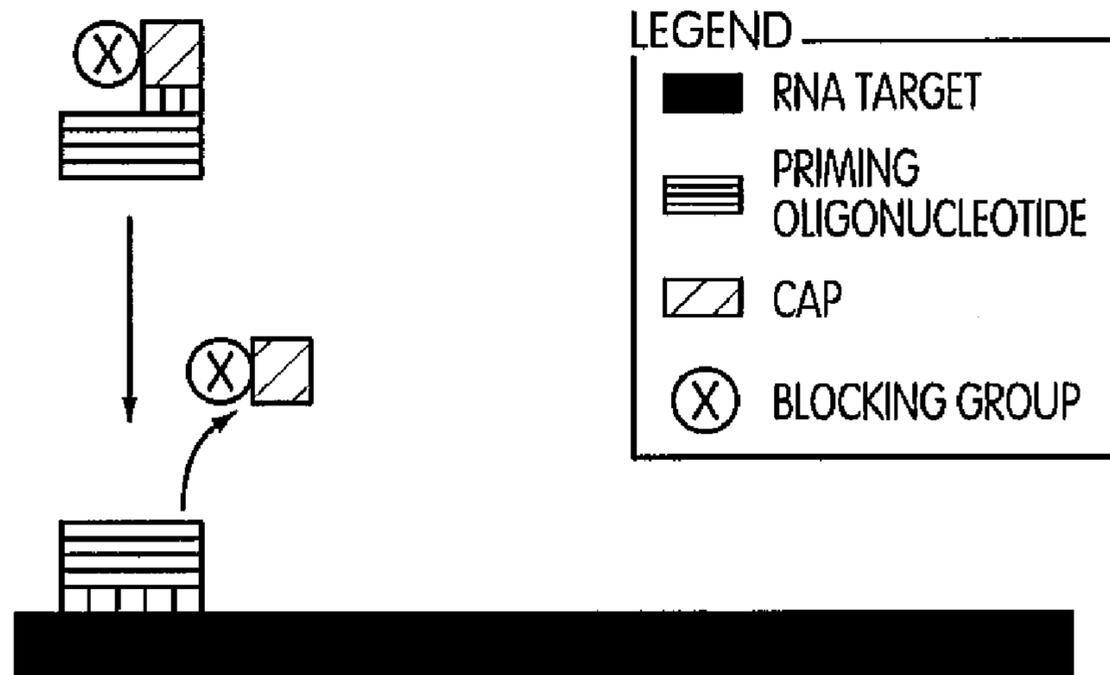 X
LEGEND
RNA TARGET
PRIMING
OLIGONUCLEOTIDE
CAP
X
X BLOCKING GROUP